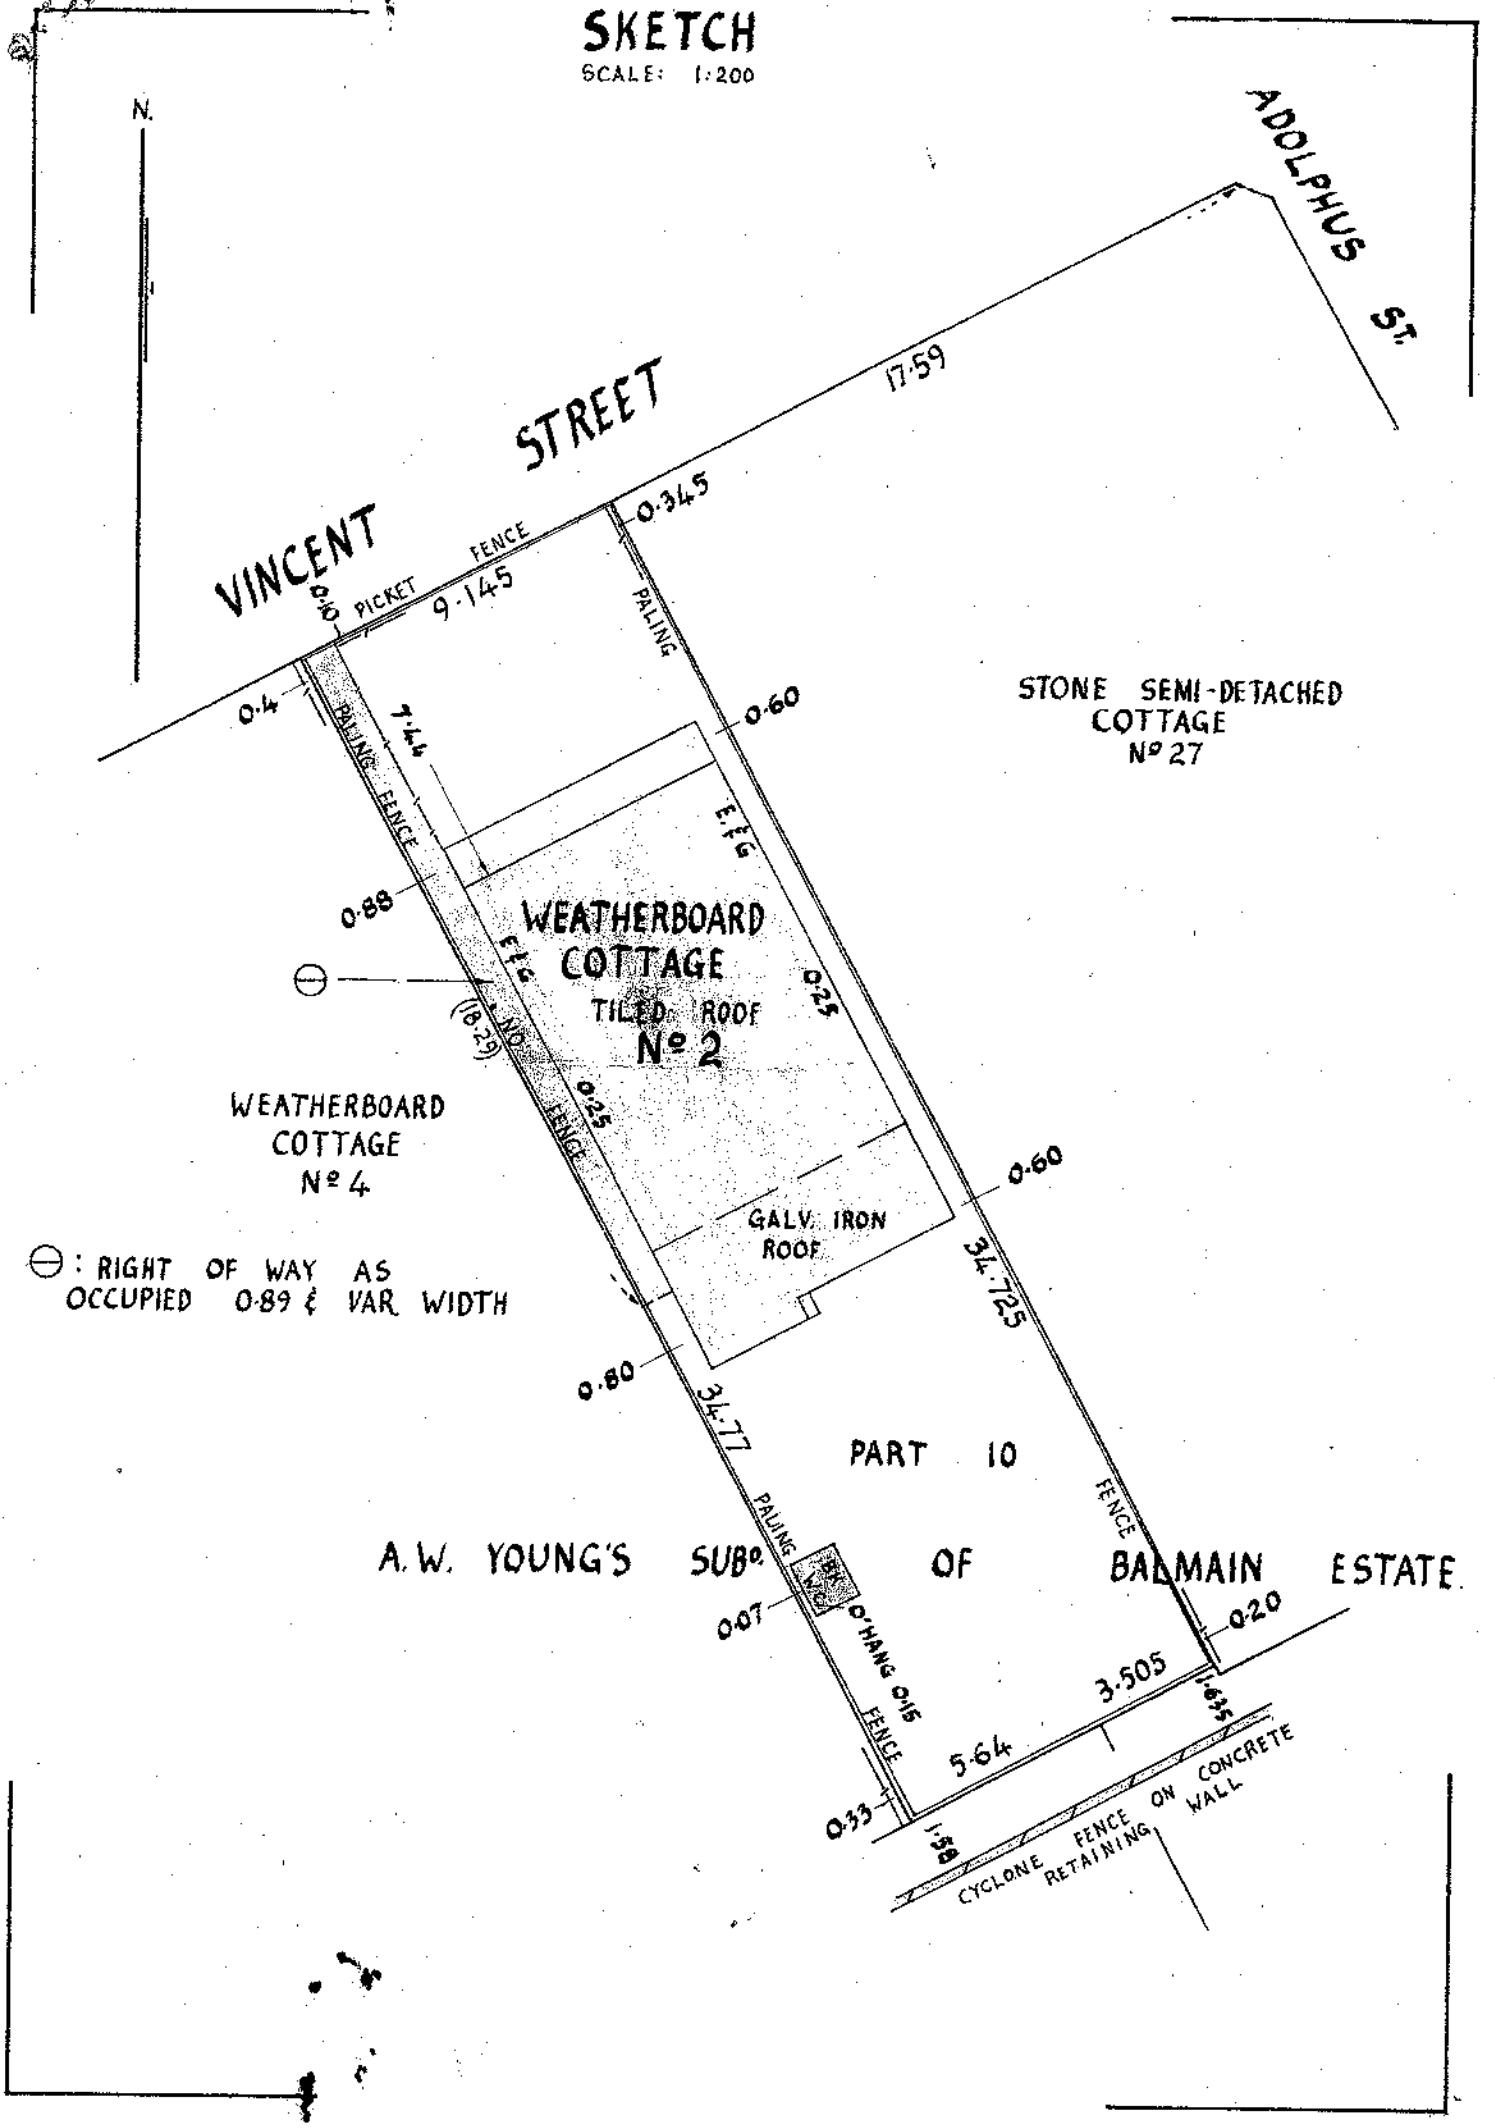 SKETCH
SCALE: 1:200
N.
ADOLPHUS ST.
17·59
VINCENT STREET
0·345
PICKET FENCE
0·10
9·145
PALING
0·4
7·44
PALING FENCE
0·60
STONE SEMI-DETACHED
COTTAGE
Nº 27
E. & G
0·88
WEATHERBOARD
COTTAGE
TILED ROOF
Nº 2
E & G
0·25
⊖
(18·29)
NO FENCE
0·25
WEATHERBOARD
COTTAGE
Nº 4
0·60
GALV. IRON
ROOF
⊖ : RIGHT OF WAY AS
OCCUPIED 0·89 & VAR WIDTH
34·725
0·80
34·77
PART 10
FENCE
PALING
A.W. YOUNG'S SUBD. OF BALMAIN ESTATE.
BK
W.C.
0·07
O'HANG 0·15
0·20
3·505
1·635
FENCE
5·64
0·33
1·58
CYCLONE FENCE ON CONCRETE
RETAINING WALL